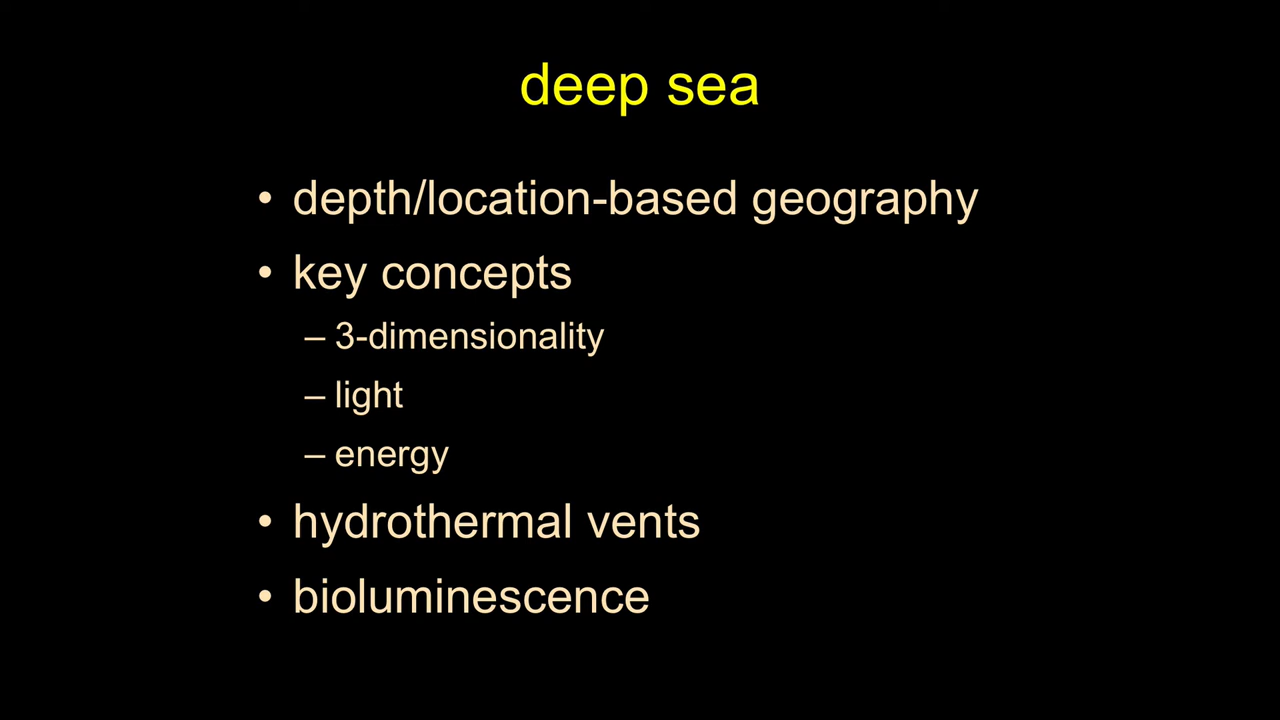 deep sea
• depth/location-based geography
• key concepts
– 3-dimensionality
– light
– energy
• hydrothermal vents
• bioluminescence